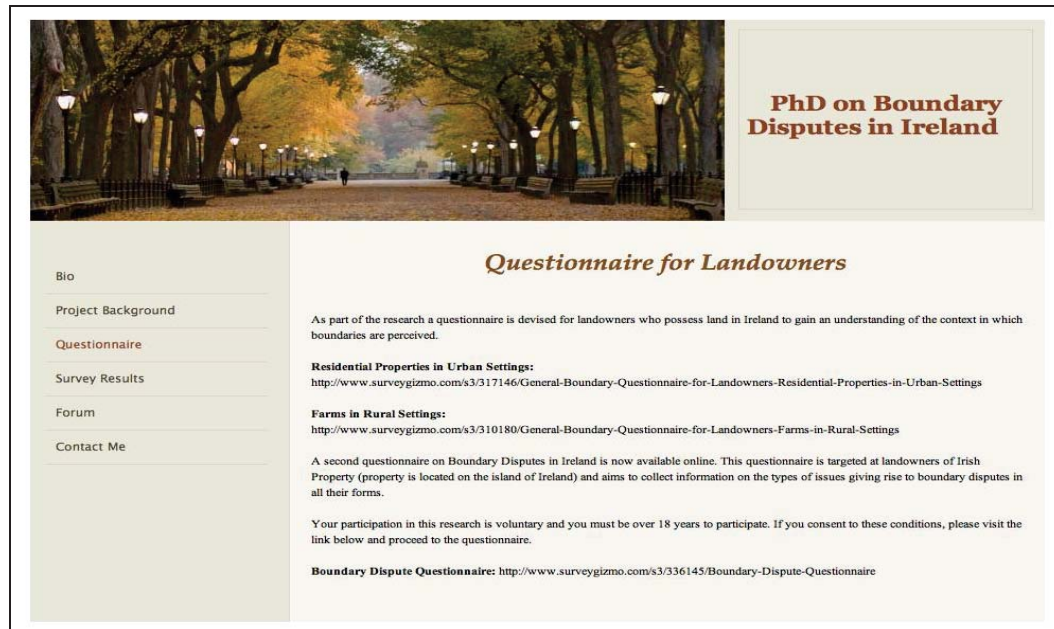 PhD on Boundary
Disputes in Ireland
Bio
Project Background
Questionnaire
Survey Results
Forum
Contact Me
Questionnaire for Landowners
As part of the research a questionnaire is devised for landowners who possess land in Ireland to gain an understanding of the context in which
boundaries are perceived.
Residential Properties in Urban Settings:
http://www.surveygizmo.com/s3/317146/General-Boundary-Questionnaire-for-Landowners-Residential-Properties-in-Urban-Settings
Farms in Rural Settings:
http://www.surveygizmo.com/s3/310180/General-Boundary-Questionnaire-for-Landowners-Farms-in-Rural-Settings
A second questionnaire on Boundary Disputes in Ireland is now available online. This questionnaire is targeted at landowners of Irish
Property (property is located on the island of Ireland) and aims to collect information on the types of issues giving rise to boundary disputes in
all their forms.
Your participation in this research is voluntary and you must be over 18 years to participate. If you consent to these conditions, please visit the
link below and proceed to the questionnaire.
Boundary Dispute Questionnaire: http://www.surveygizmo.com/s3/336145/Boundary-Dispute-Questionnaire